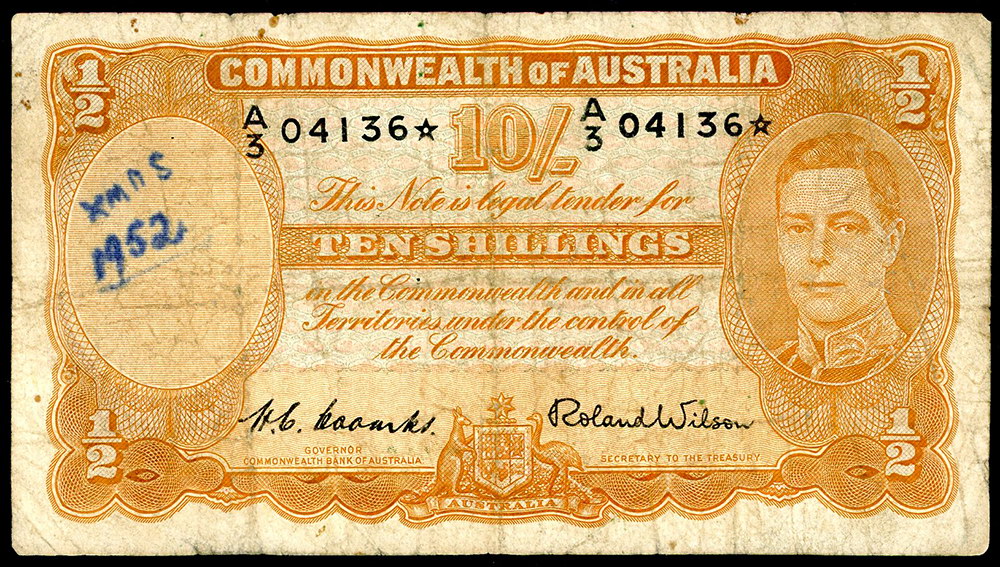 COMMONWEALTH OF AUSTRALIA
1/2
1/2
A/3 04136☆
10/-
A/3 04136☆
XMAS
1952
This Note is legal tender for
TEN SHILLINGS
in the Commonwealth and in all
Territories under the control of
the Commonwealth.
H.C. Coombs.
Roland Wilson
GOVERNOR
COMMONWEALTH BANK OF AUSTRALIA
SECRETARY TO THE TREASURY
1/2
1/2
AUSTRALIA